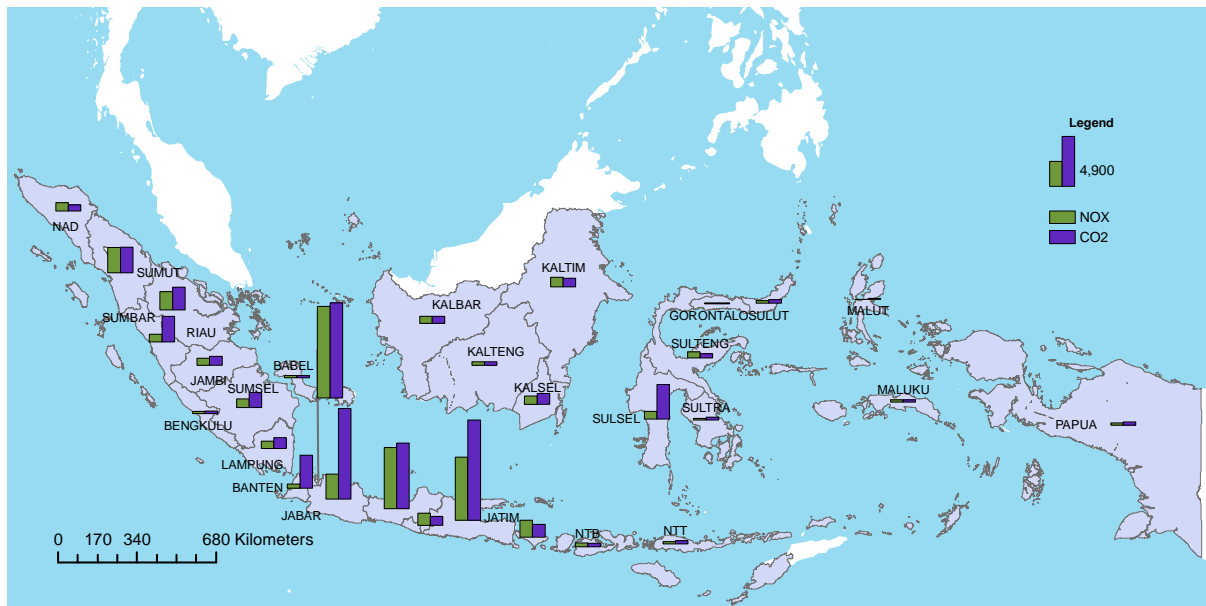 Legend
4,900
NOX
CO2
NAD
SUMUT
KALTIM
KALBAR
SUMBAR
RIAU
GORONTALOSULUT
MALUT
SULTENG
KALTENG
BABEL
JAMBI
SUMSEL
KALSEL
MALUKU
SULSEL
SULTRA
BENGKULU
PAPUA
LAMPUNG
BANTEN
JABAR
JATIM
NTB
NTT
0 170 340 680 Kilometers